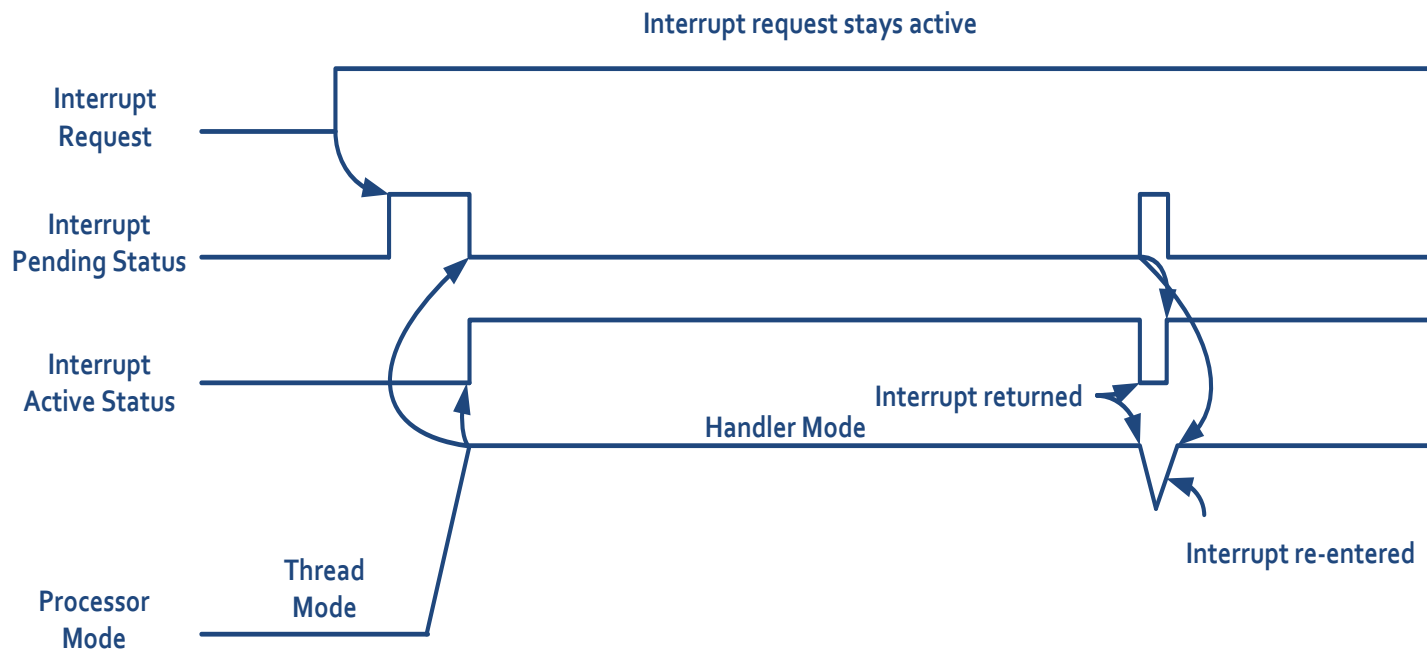 Interrupt request stays active
Interrupt
Request
Interrupt
Pending Status
Interrupt
Active Status
Interrupt returned
Handler Mode
Interrupt re-entered
Thread
Mode
Processor
Mode